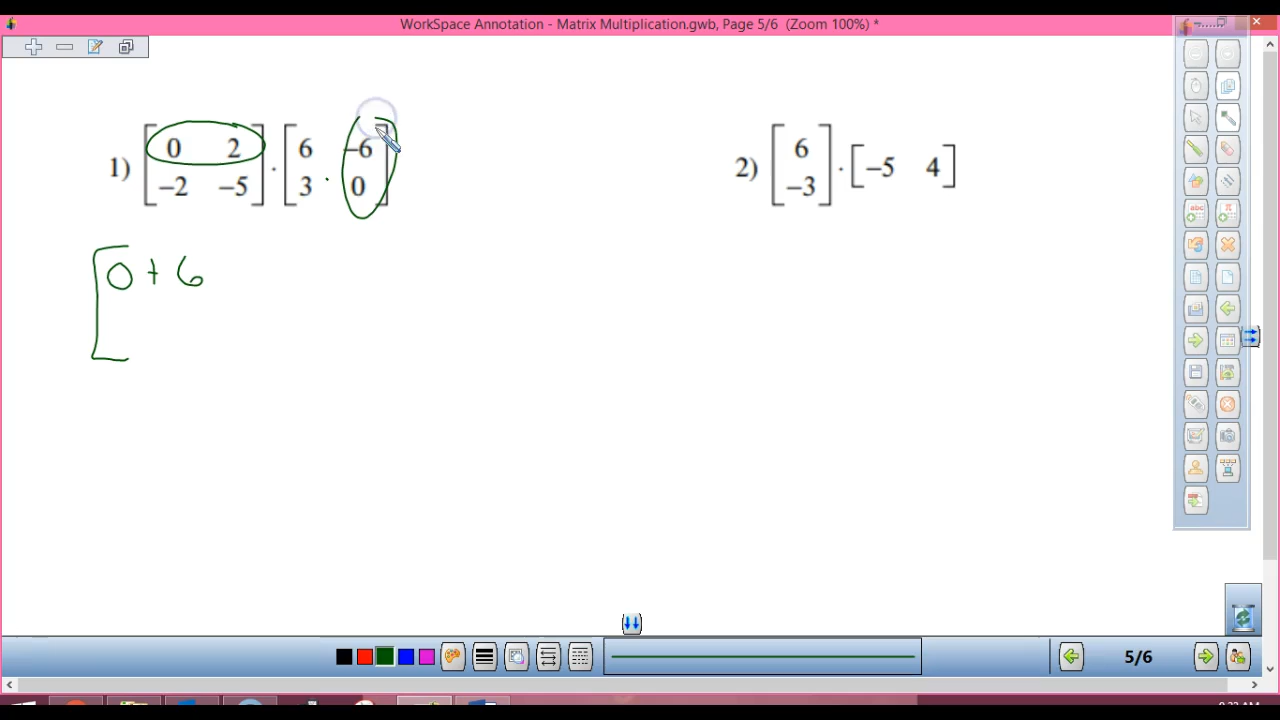 WorkSpace Annotation - Matrix Multiplication.gwb, Page 5/6 (Zoom 100%) *
1) [0 2 −2 −5] · [6 −6 3 0]
2) [6 −3] · [−5 4]
[0 + 6
abc
π
5/6